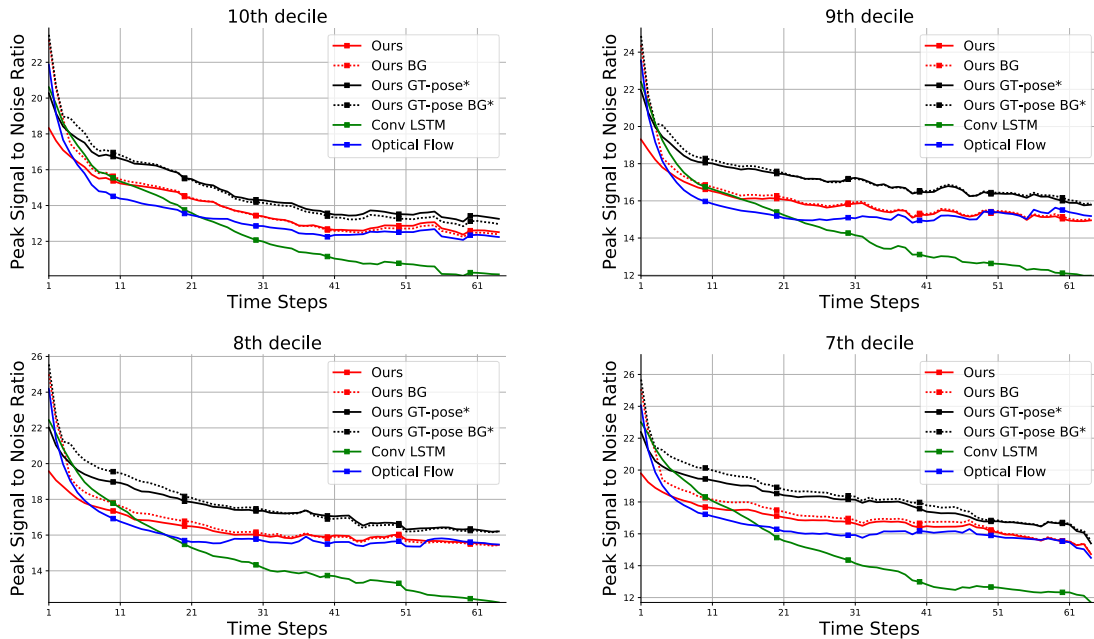 10th decile
Peak Signal to Noise Ratio
22
20
18
16
14
12
1 11 21 31 41 51 61
Time Steps
Ours
Ours BG
Ours GT-pose*
Ours GT-pose BG*
Conv LSTM
Optical Flow
9th decile
Peak Signal to Noise Ratio
24
22
20
18
16
14
12
1 11 21 31 41 51 61
Time Steps
Ours
Ours BG
Ours GT-pose*
Ours GT-pose BG*
Conv LSTM
Optical Flow
8th decile
Peak Signal to Noise Ratio
26
24
22
20
18
16
14
1 11 21 31 41 51 61
Time Steps
Ours
Ours BG
Ours GT-pose*
Ours GT-pose BG*
Conv LSTM
Optical Flow
7th decile
Peak Signal to Noise Ratio
26
24
22
20
18
16
14
12
1 11 21 31 41 51 61
Time Steps
Ours
Ours BG
Ours GT-pose*
Ours GT-pose BG*
Conv LSTM
Optical Flow